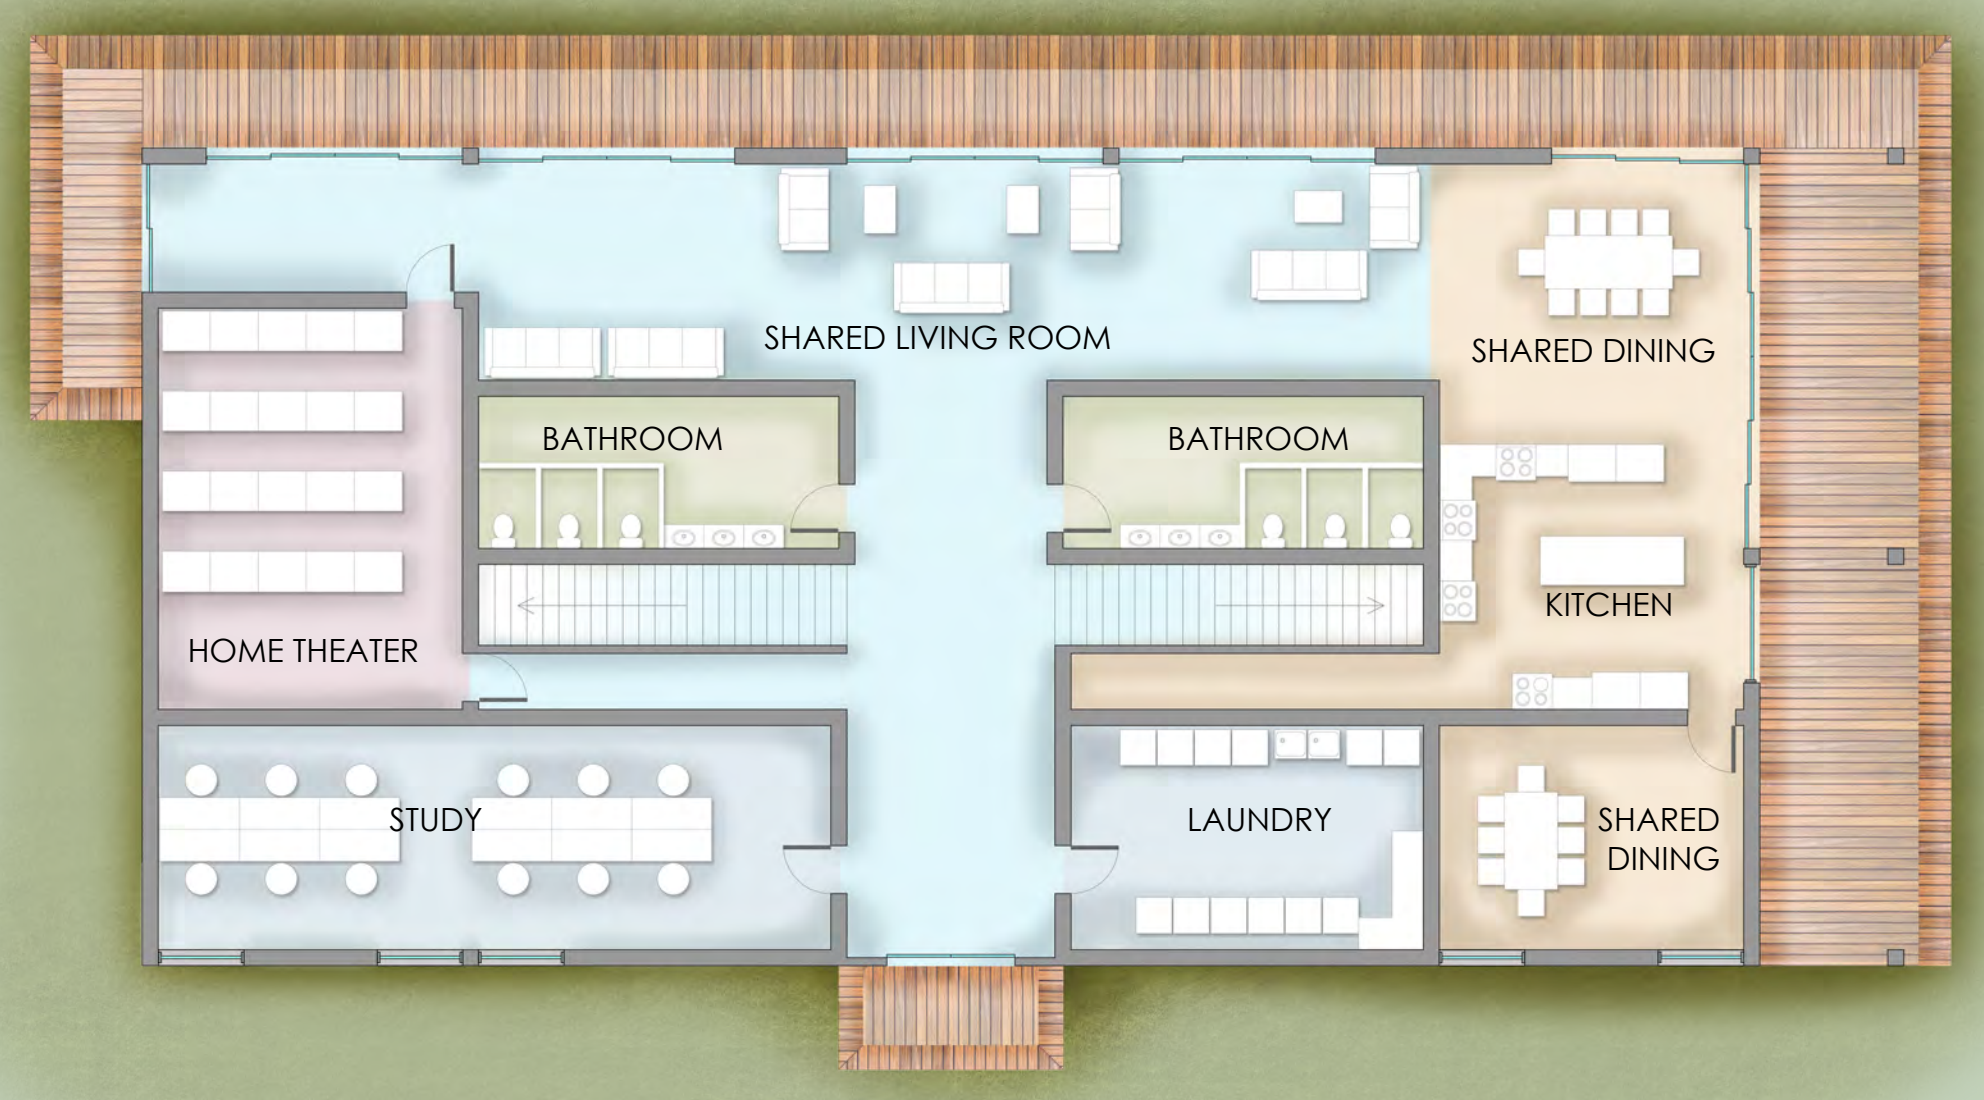 SHARED LIVING ROOM
SHARED DINING
BATHROOM
BATHROOM
KITCHEN
HOME THEATER
STUDY
LAUNDRY
SHARED
DINING